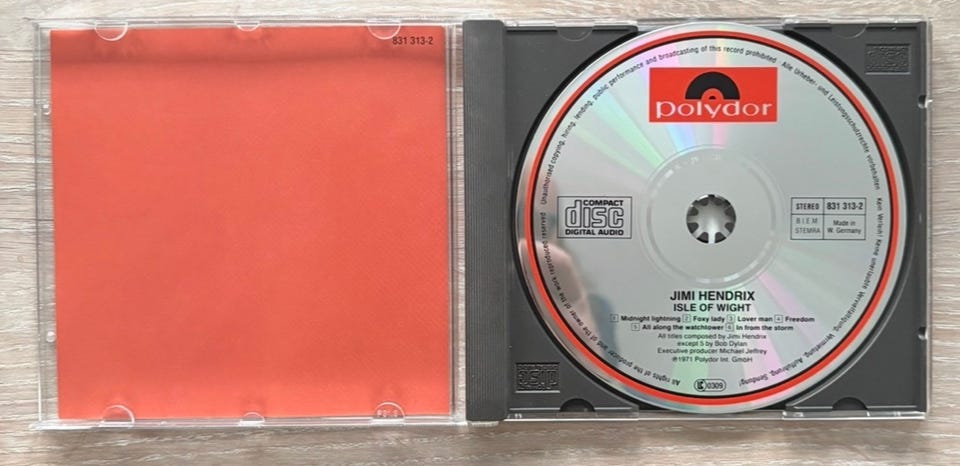 831 313-2
Unauthorised copying, hiring, lending, public performance and broadcasting of this record prohibited · Alle Urheber- und Leistungsschutzrechte vorbehalten · Kein Verleih! Keine unerlaubte Vervielfältigung, Vermietung, Aufführung, Sendung!
All rights of the producer and of the owner of the work reproduced reserved
polydor
COMPACT
disc
DIGITAL AUDIO
STEREO 831 313-2
B I E M
STEMRA
Made in
W. Germany
JIMI HENDRIX
ISLE OF WIGHT
1 Midnight lightning 2 Foxy lady 3 Lover man 4 Freedom
5 All along the watchtower 6 In from the storm
All titles composed by Jimi Hendrix
except 5 by Bob Dylan
Executive producer Michael Jeffrey
℗1971 Polydor Int. GmbH
LC 0309